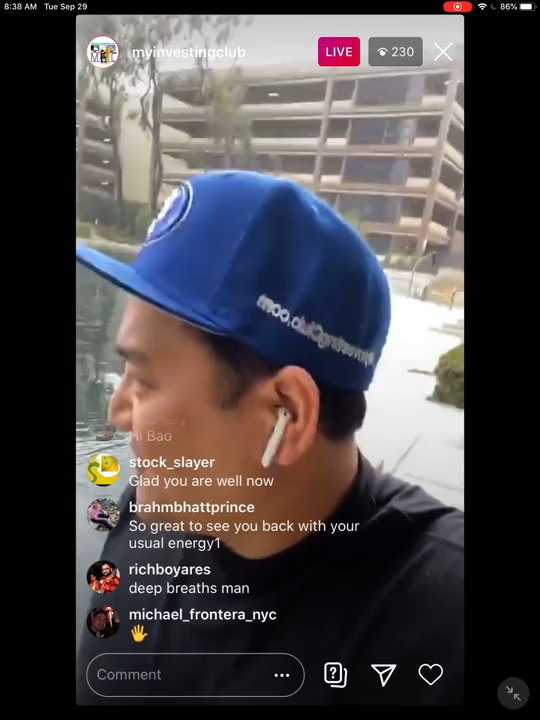 8:38 AM Tue Sep 29
86%
myinvestingclub
LIVE
230
Hi Bao
stock_slayer
Glad you are well now
brahmbhattprince
So great to see you back with your
usual energy1
richboyares
deep breaths man
michael_frontera_nyc
🖐️
Comment